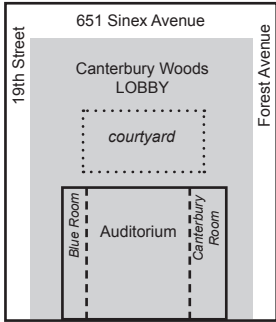 651 Sinex Avenue
19th Street
Forest Avenue
Canterbury Woods
LOBBY
courtyard
Blue Room
Auditorium
Canterbury
Room